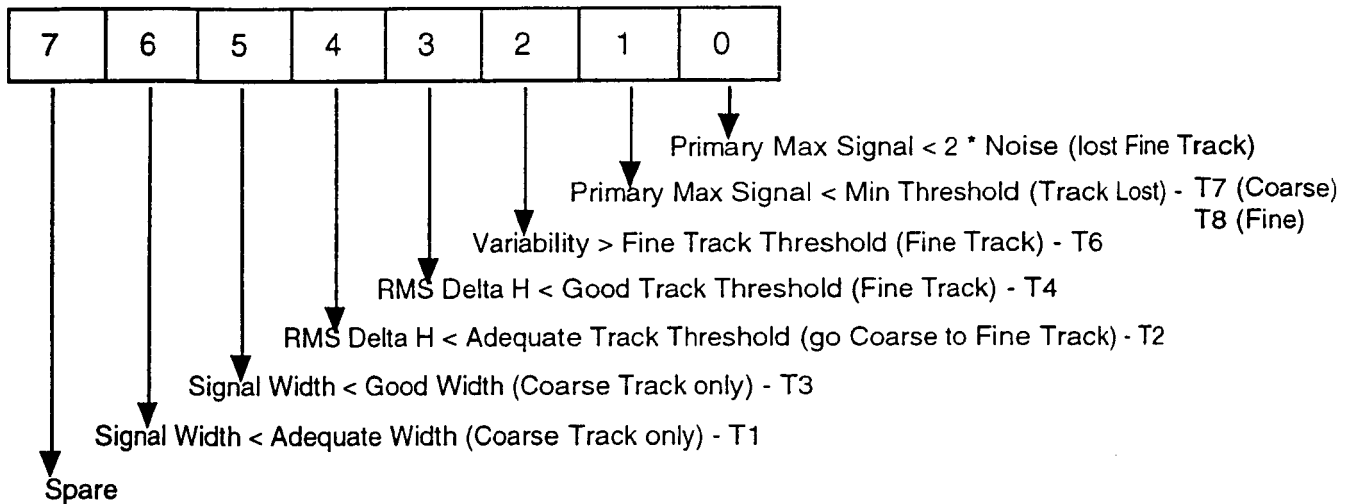 7 6 5 4 3 2 1 0
Primary Max Signal < 2 * Noise (lost Fine Track)
Primary Max Signal < Min Threshold (Track Lost) - T7 (Coarse)
T8 (Fine)
Variability > Fine Track Threshold (Fine Track) - T6
RMS Delta H < Good Track Threshold (Fine Track) - T4
RMS Delta H < Adequate Track Threshold (go Coarse to Fine Track) - T2
Signal Width < Good Width (Coarse Track only) - T3
Signal Width < Adequate Width (Coarse Track only) - T1
Spare